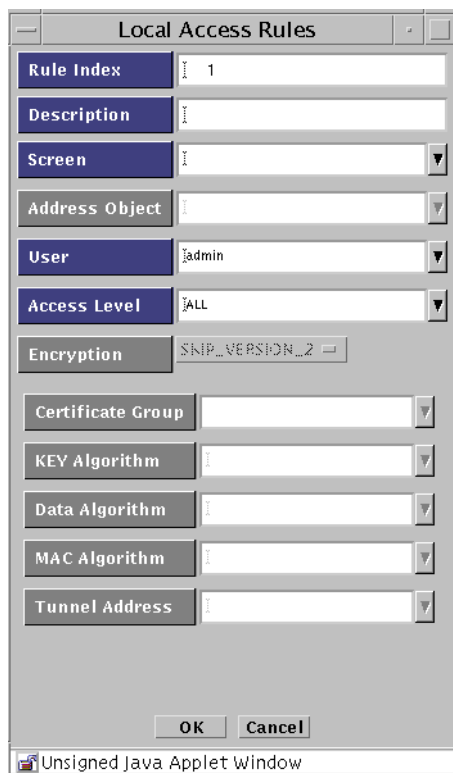 Local Access Rules
Rule Index 1
Description
Screen
Address Object
User admin
Access Level ALL
Encryption SKIP_VERSION_2
Certificate Group
KEY Algorithm
Data Algorithm
MAC Algorithm
Tunnel Address
OK Cancel
Unsigned Java Applet Window